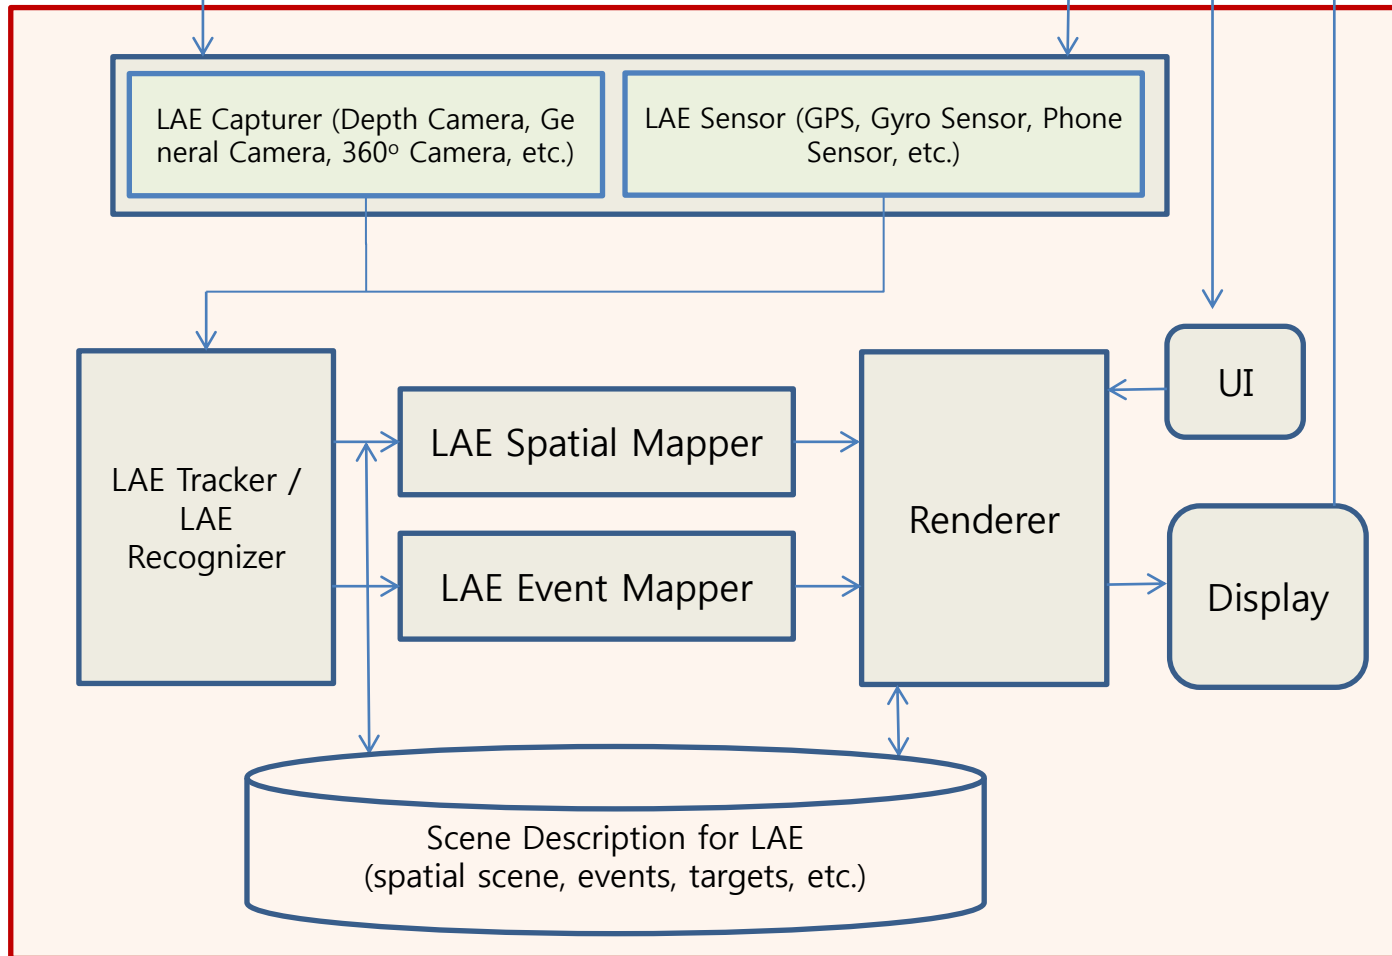 LAE Capturer (Depth Camera, Ge
neral Camera, 360º Camera, etc.)
LAE Sensor (GPS, Gyro Sensor, Phone
Sensor, etc.)
LAE Tracker /
LAE
Recognizer
LAE Spatial Mapper
LAE Event Mapper
Renderer
UI
Display
Scene Description for LAE
(spatial scene, events, targets, etc.)